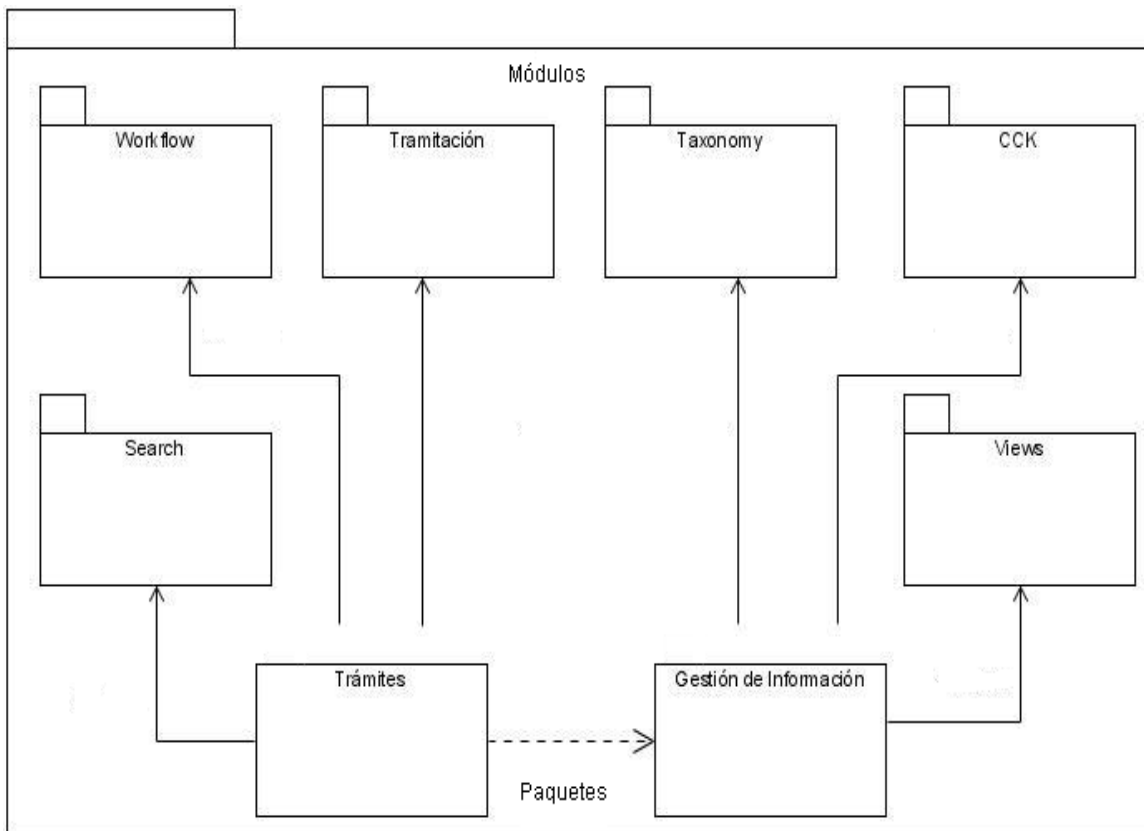 Módulos
Workflow
Tramitación
Taxonomy
CCK
Search
Views
Trámites
Gestión de Información
Paquetes